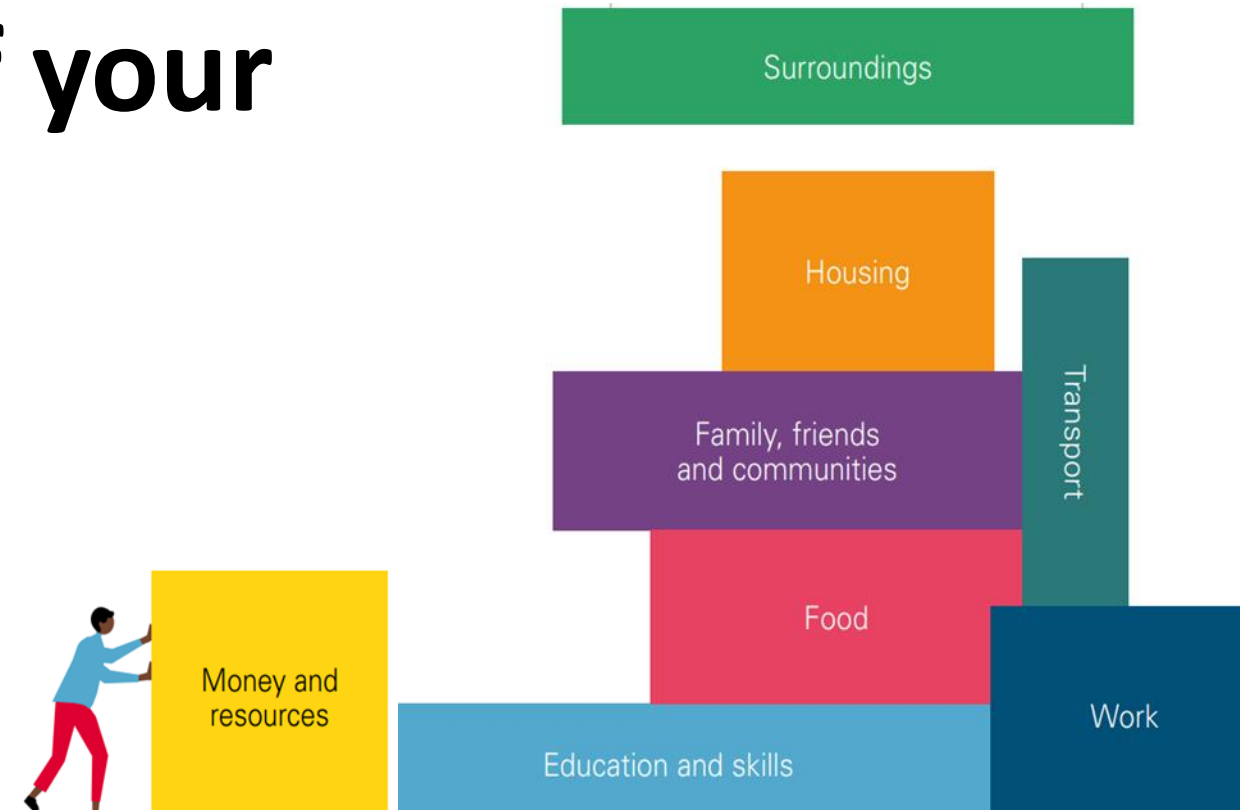 your
Surroundings
Housing
Transport
Family, friends
and communities
Food
Money and
resources
Work
Education and skills